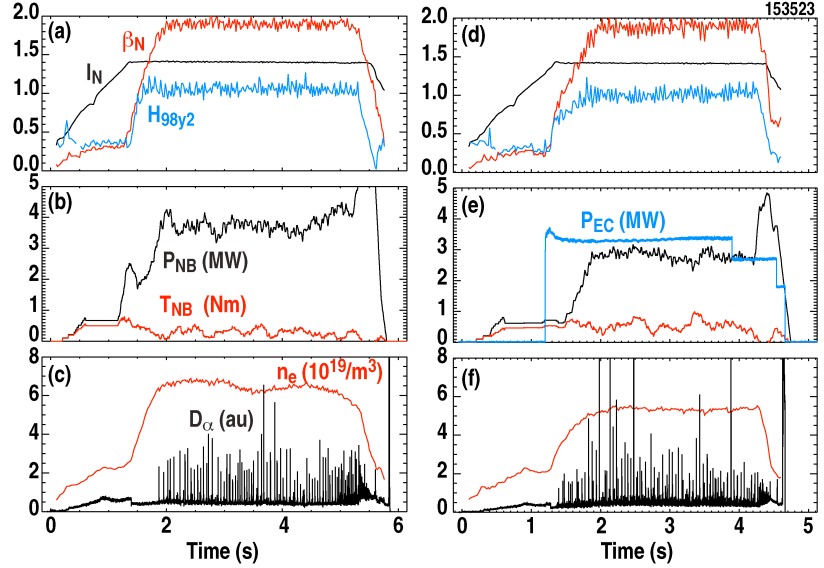 153523
2.0
(a)
β_N
1.5
I_N
1.0
H_98y2
0.5
0.0
5
(b)
4
3
P_NB (MW)
2
T_NB (Nm)
1
0
8
(c)
n_e (10^19/m^3)
6
D_α (au)
4
2
0
0
2
4
6
Time (s)
2.0
(d)
1.5
1.0
0.5
0.0
5
(e)
P_EC (MW)
4
3
2
1
0
8
(f)
6
4
2
0
0
1
2
3
4
5
Time (s)